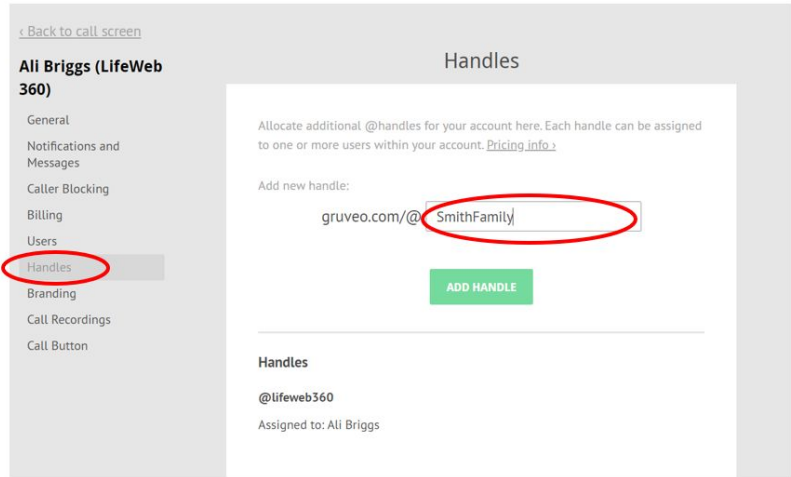 ‹ Back to call screen
Ali Briggs (LifeWeb
360)
General
Notifications and
Messages
Caller Blocking
Billing
Users
Handles
Branding
Call Recordings
Call Button
Handles
Allocate additional @handles for your account here. Each handle can be assigned
to one or more users within your account. Pricing info ›
Add new handle:
gruveo.com/@ SmithFamily
ADD HANDLE
Handles
@lifeweb360
Assigned to: Ali Briggs